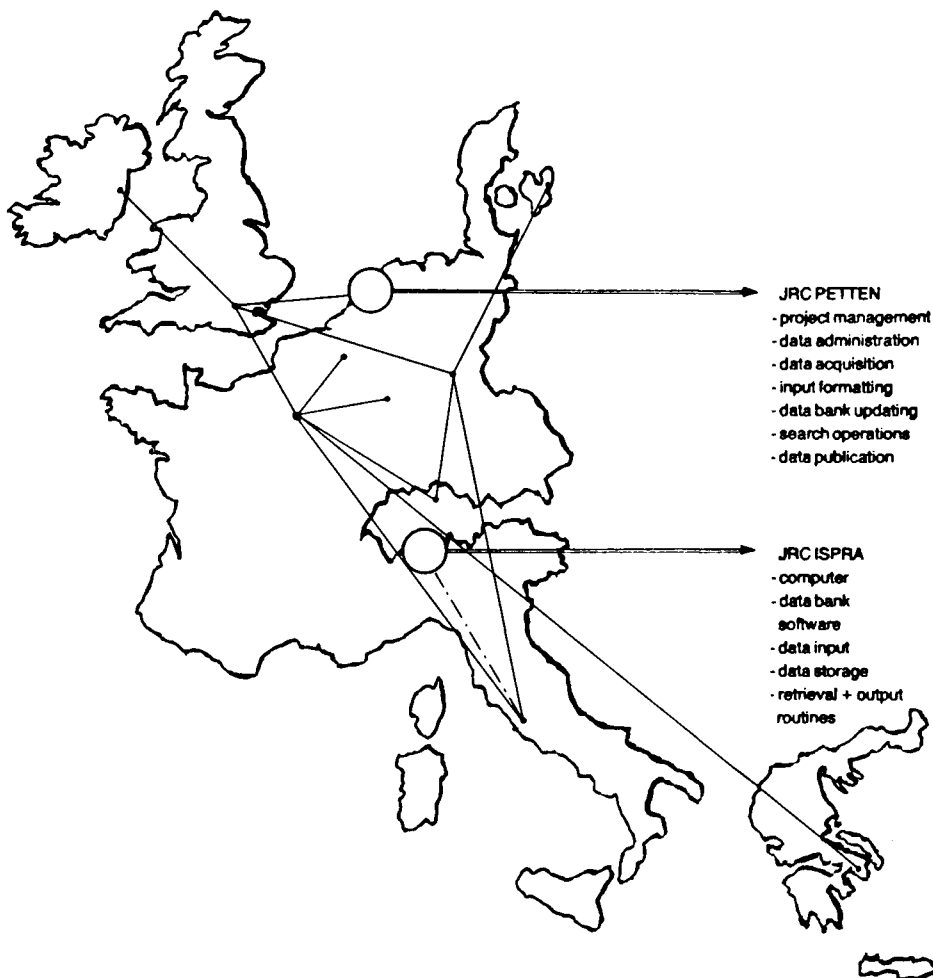 JRC PETTEN
- project management
- data administration
- data acquisition
- input formatting
- data bank updating
- search operations
- data publication
JRC ISPRA
- computer
- data bank
software
- data input
- data storage
- retrieval + output
routines